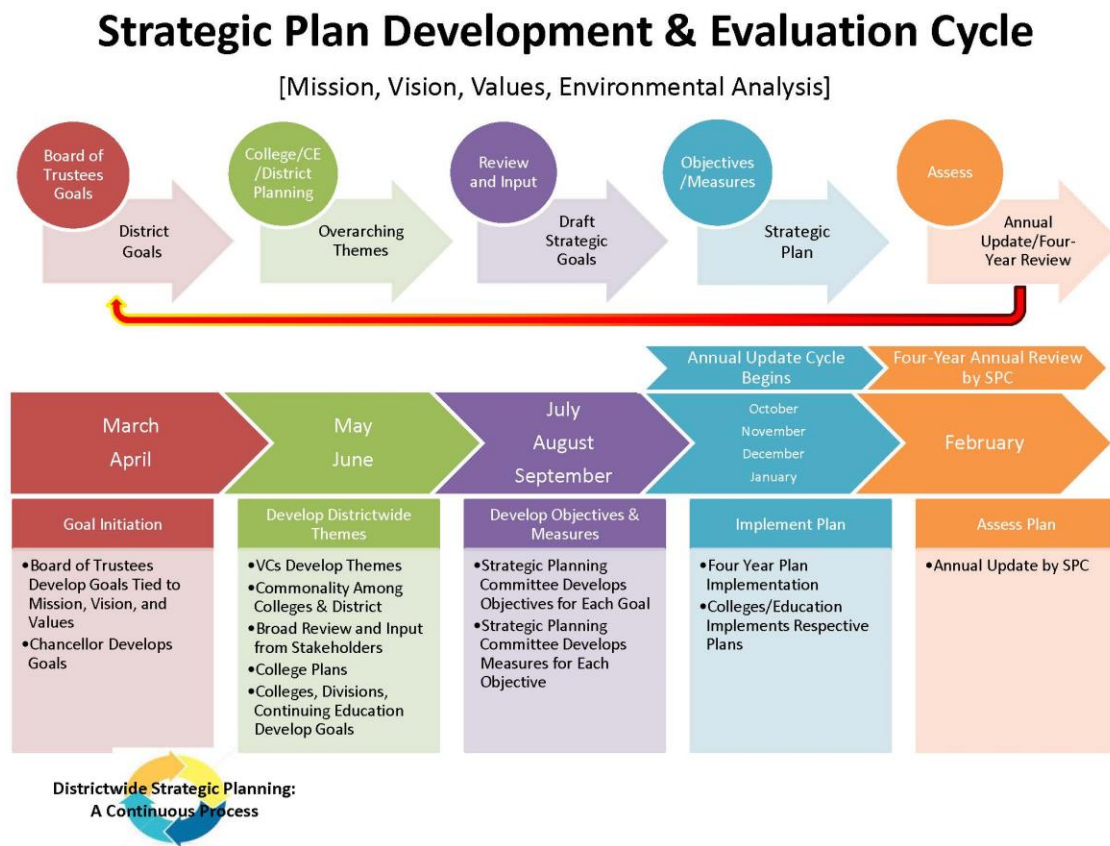 Strategic Plan Development & Evaluation Cycle
[Mission, Vision, Values, Environmental Analysis]
Board of
Trustees
Goals
District
Goals
College/CE
/District
Planning
Overarching
Themes
Review
and Input
Draft
Strategic
Goals
Objectives
/Measures
Strategic
Plan
Assess
Annual
Update/Four-
Year Review
Annual Update Cycle
Begins
Four-Year Annual Review
by SPC
March
April
May
June
July
August
September
October
November
December
January
February
Goal Initiation
•Board of Trustees
Develop Goals Tied to
Mission, Vision, and
Values
•Chancellor Develops
Goals
Develop Districtwide
Themes
•VCs Develop Themes
•Commonality Among
Colleges & District
•Broad Review and Input
from Stakeholders
•College Plans
•Colleges, Divisions,
Continuing Education
Develop Goals
Develop Objectives &
Measures
•Strategic Planning
Committee Develops
Objectives for Each Goal
•Strategic Planning
Committee Develops
Measures for Each
Objective
Implement Plan
•Four Year Plan
Implementation
•Colleges/Education
Implements Respective
Plans
Assess Plan
•Annual Update by SPC
Districtwide Strategic Planning:
A Continuous Process